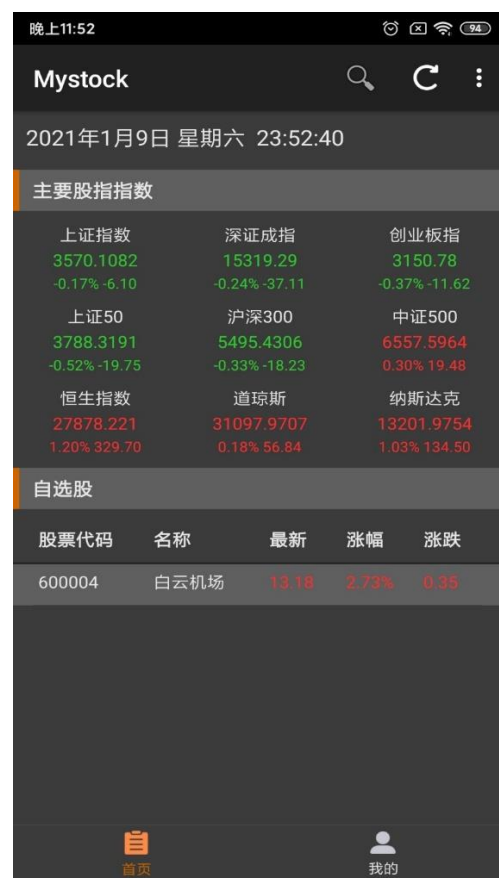 晚上11:52 94
Mystock
2021年1月9日 星期六 23:52:40
主要股指指数
上证指数 深证成指 创业板指
3570.1082 15319.29 3150.78
-0.17% -6.10 -0.24% -37.11 -0.37% -11.62
上证50 沪深300 中证500
3788.3191 5495.4306 6557.5964
-0.52% -19.75 -0.33% -18.23 0.30% 19.48
恒生指数 道琼斯 纳斯达克
27878.221 31097.9707 13201.9754
1.20% 329.70 0.18% 56.84 1.03% 134.50
自选股
股票代码 名称 最新 涨幅 涨跌
600004 白云机场 13.18 2.73% 0.35
首页 我的